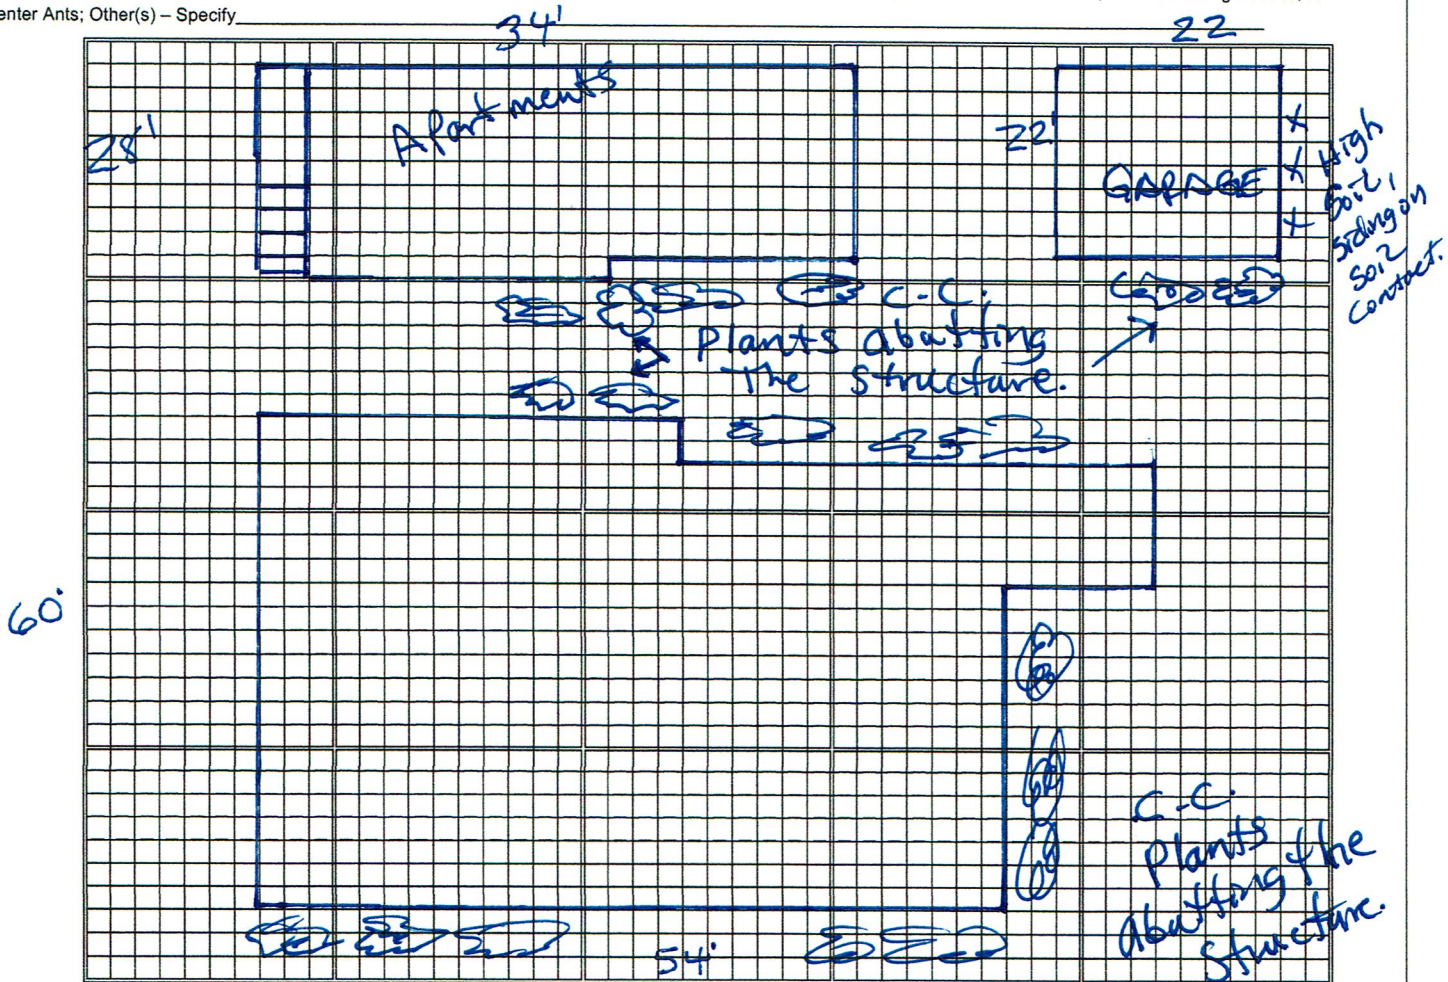 enter Ants; Other(s) – Specify
34'
22
28'
Apartments
22'
GARAGE
High
Soil,
Siding on
Soil
Contact.
C-C.
Plants abutting
The Structure.
60'
C-C.
Plants
abutting the
Structure.
54'